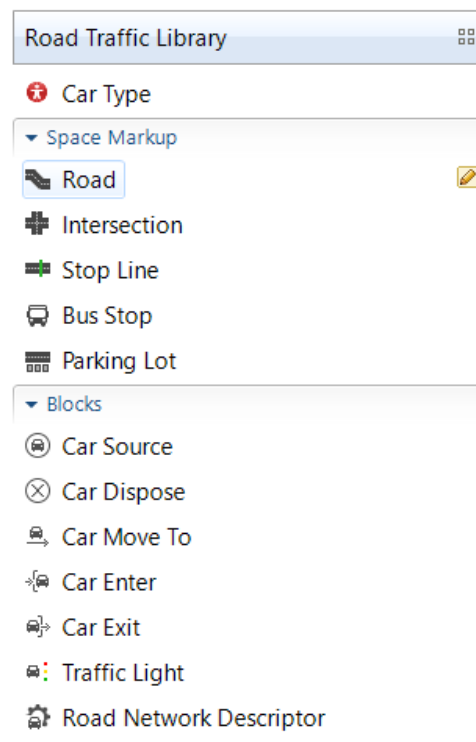 Road Traffic Library
Car Type
Space Markup
Road
Intersection
Stop Line
Bus Stop
Parking Lot
Blocks
Car Source
Car Dispose
Car Move To
Car Enter
Car Exit
Traffic Light
Road Network Descriptor